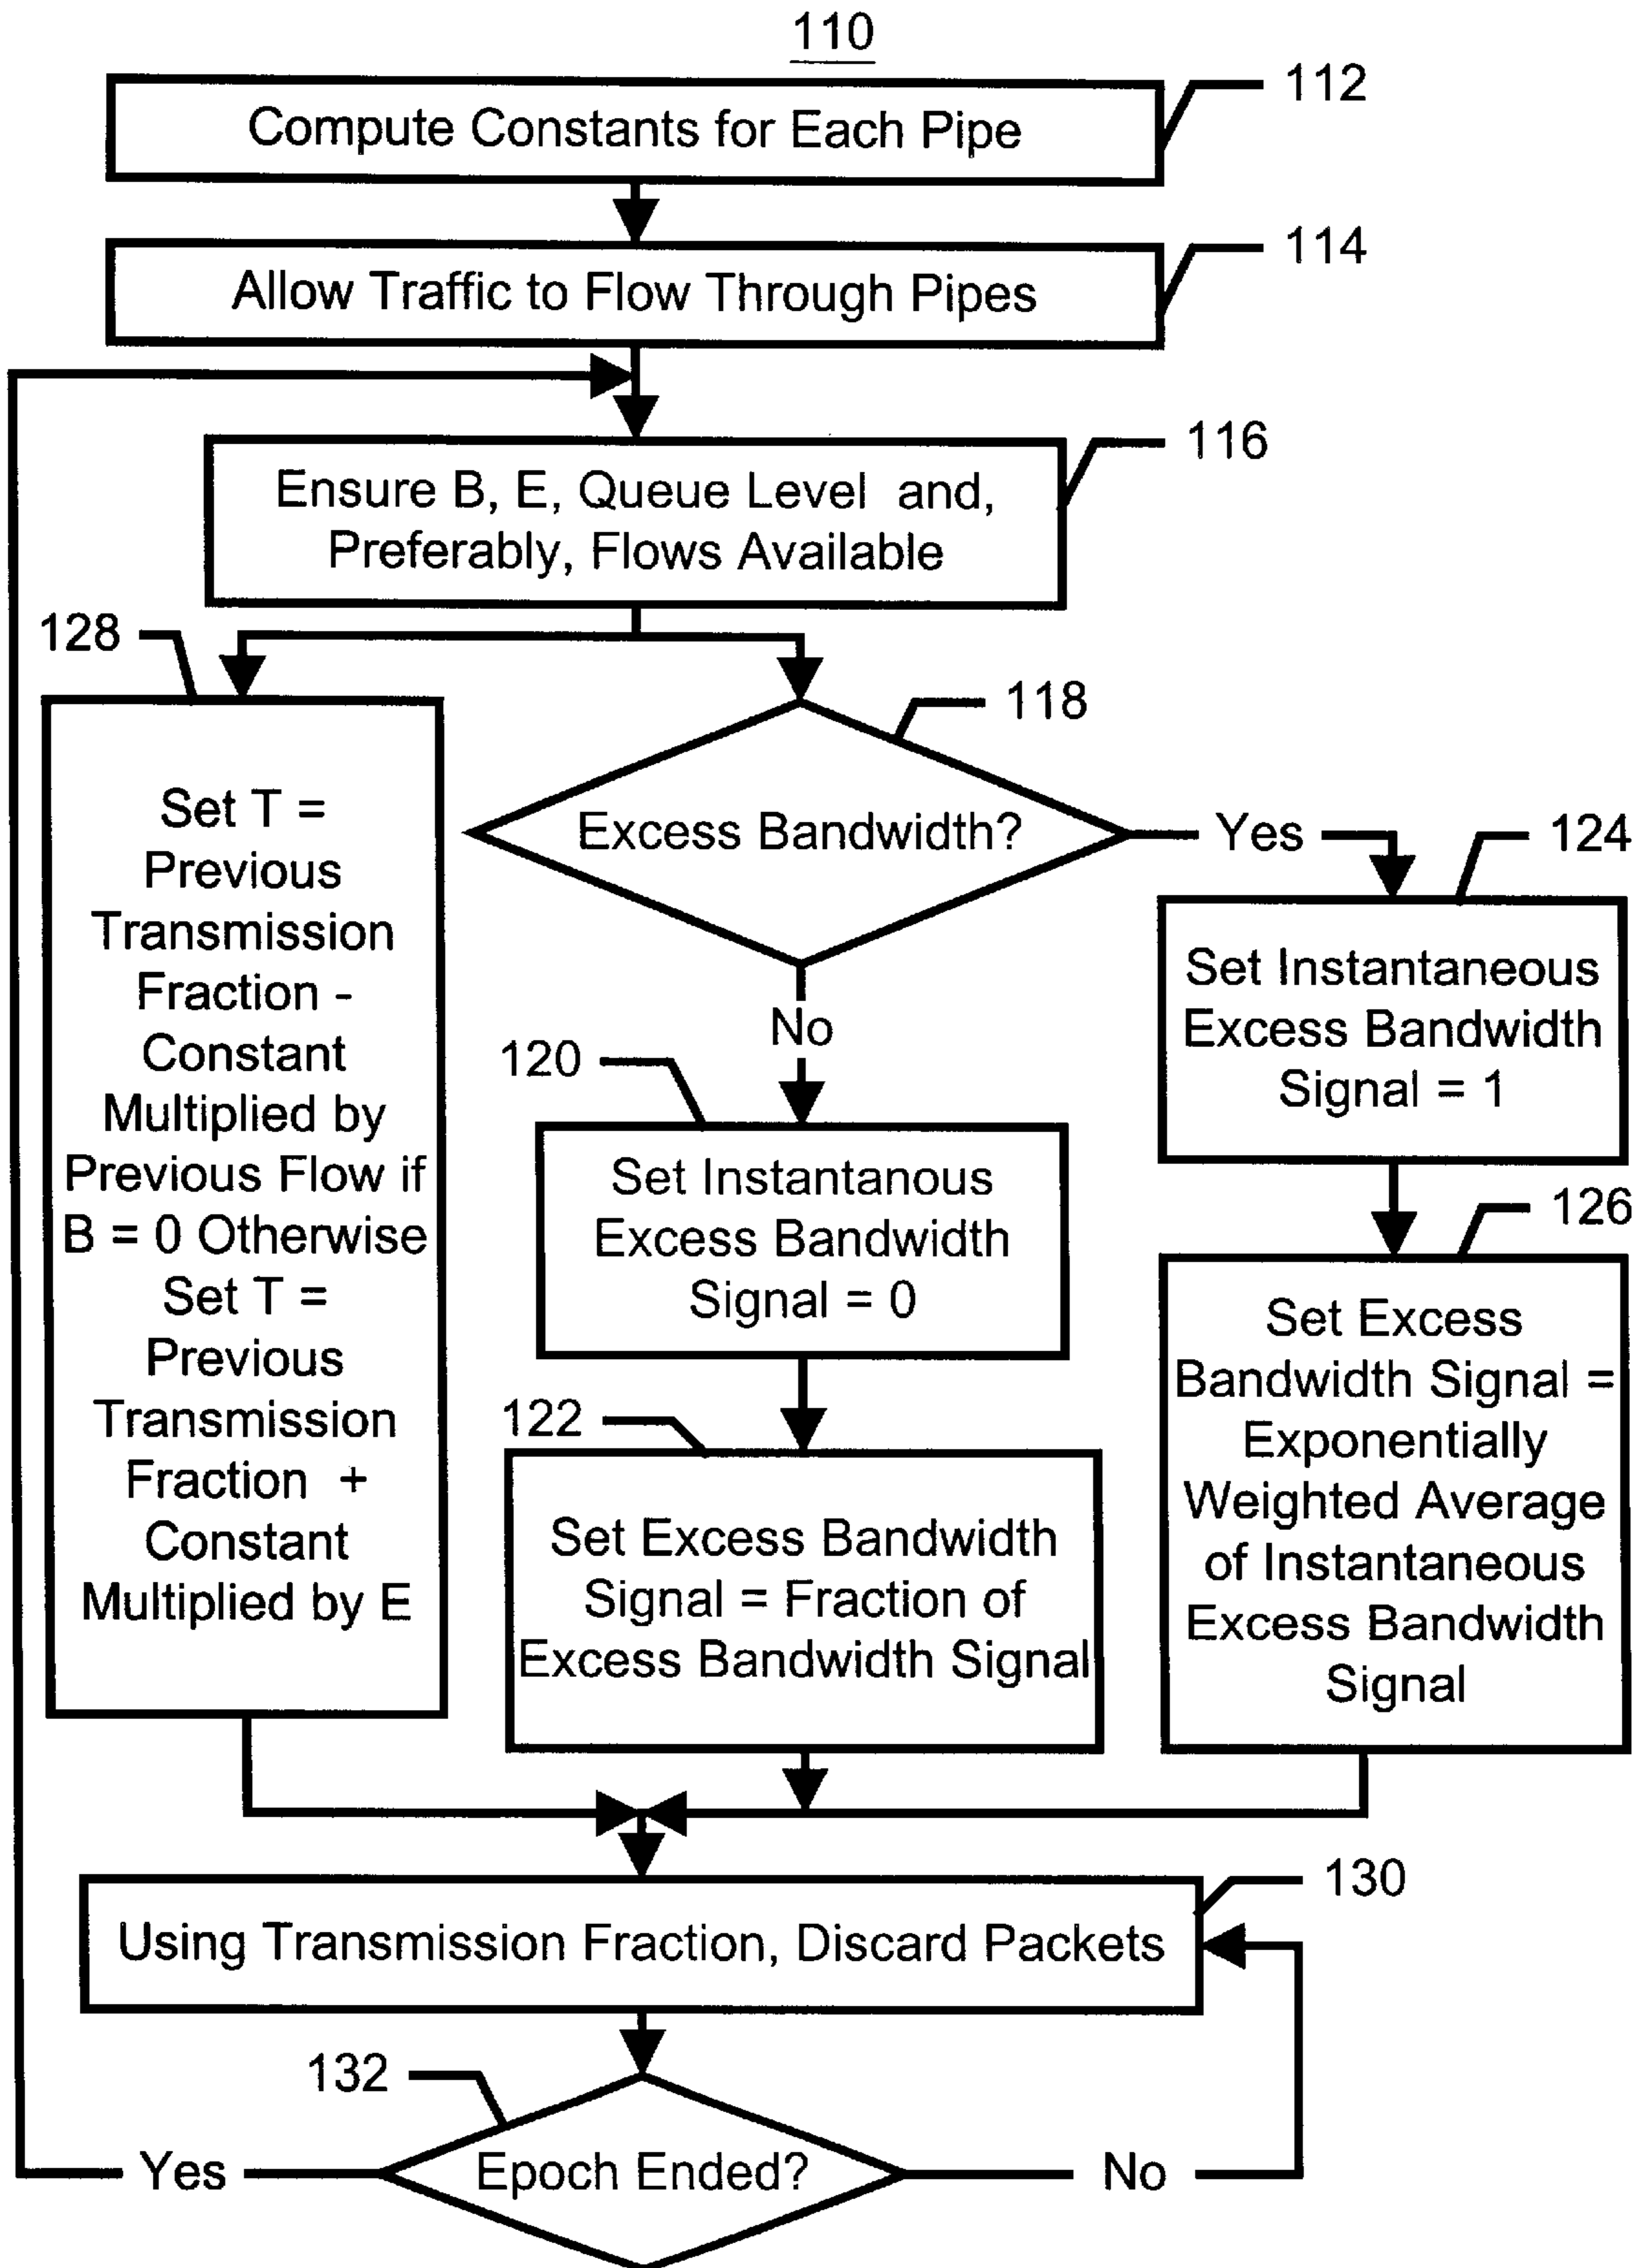 110
112
Compute Constants for Each Pipe
114
Allow Traffic to Flow Through Pipes
116
Ensure B, E, Queue Level and,
Preferably, Flows Available
128
Set T =
Previous
Transmission
Fraction -
Constant
Multiplied by
Previous Flow if
B = 0 Otherwise
Set T =
Previous
Transmission
Fraction +
Constant
Multiplied by E
118
Excess Bandwidth?
Yes
No
120
Set Instantanous
Excess Bandwidth
Signal = 0
122
Set Excess Bandwidth
Signal = Fraction of
Excess Bandwidth Signal
124
Set Instantaneous
Excess Bandwidth
Signal = 1
126
Set Excess
Bandwidth Signal =
Exponentially
Weighted Average
of Instantaneous
Excess Bandwidth
Signal
130
Using Transmission Fraction, Discard Packets
132
Yes
Epoch Ended?
No